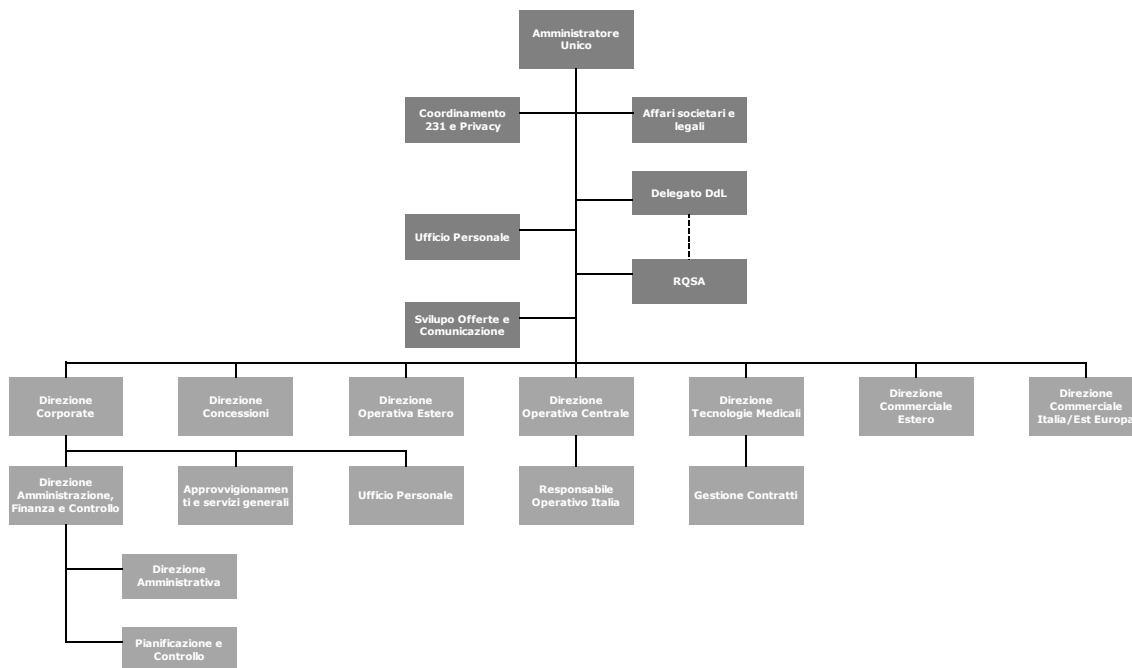 Amministratore
Unico
Coordinamento
231 e Privacy
Affari societari e
legali
Delegato DdL
Ufficio Personale
RQSA
Svilupo Offerte e
Comunicazione
Direzione
Corporate
Direzione
Concessioni
Direzione
Operativa Estero
Direzione
Operativa Centrale
Direzione
Tecnologie Medicali
Direzione
Commerciale
Estero
Direzione
Commerciale
Italia/Est Europa
Direzione
Amministrazione,
Finanza e Controllo
Approvvigionamen
ti e servizi generali
Ufficio Personale
Responsabile
Operativo Italia
Gestione Contratti
Direzione
Amministrativa
Pianificazione e
Controllo